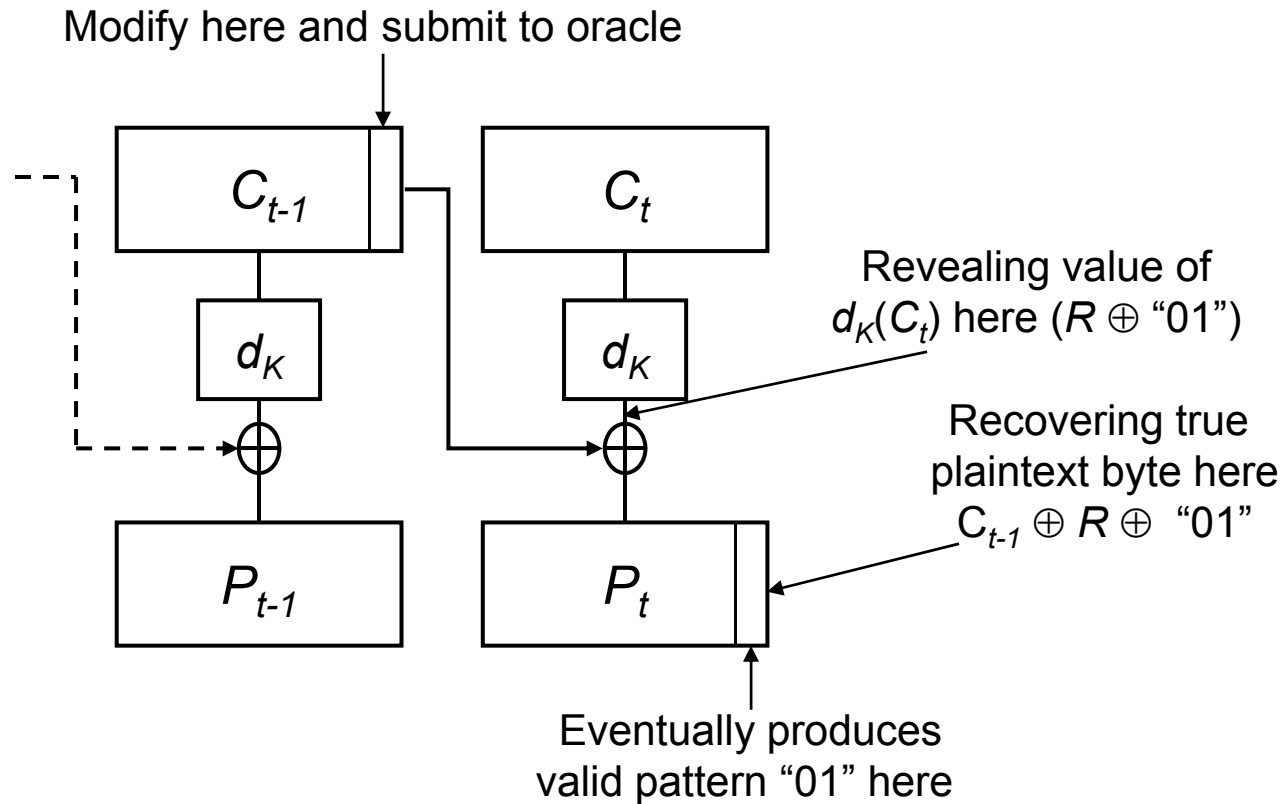 Modify here and submit to oracle
C_{t-1}
C_t
Revealing value of
d_K(C_t) here (R ⊕ “01”)
d_K
d_K
Recovering true
plaintext byte here
C_{t-1} ⊕ R ⊕ “01”
P_{t-1}
P_t
Eventually produces
valid pattern “01” here